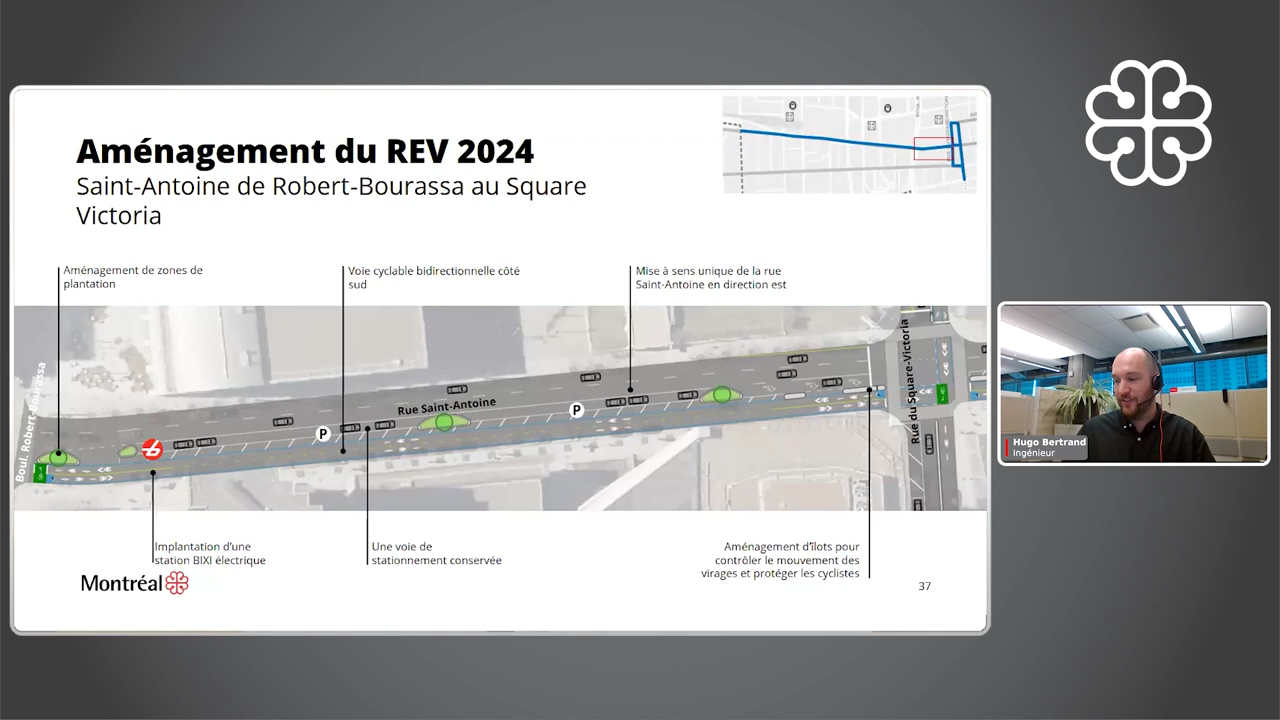 Aménagement du REV 2024
Saint-Antoine de Robert-Bourassa au Square
Victoria
Aménagement de zones de
plantation
Voie cyclable bidirectionnelle côté
sud
Mise à sens unique de la rue
Saint-Antoine en direction est
Boul. Robert-Bourassa
Rue Saint-Antoine
P
P
Rue du Square-Victoria
Implantation d'une
station BIXI électrique
Une voie de
stationnement conservée
Aménagement d'îlots pour
contrôler le mouvement des
virages et protéger les cyclistes
Montréal
37
Hugo Bertrand
Ingénieur